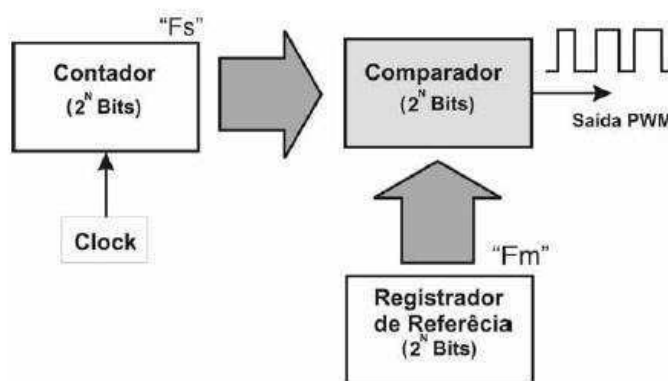 "Fs"
Contador
(2^N Bits)
Clock
Comparador
(2^N Bits)
Saída PWM
"Fm"
Registrador
de Referêcia
(2^N Bits)